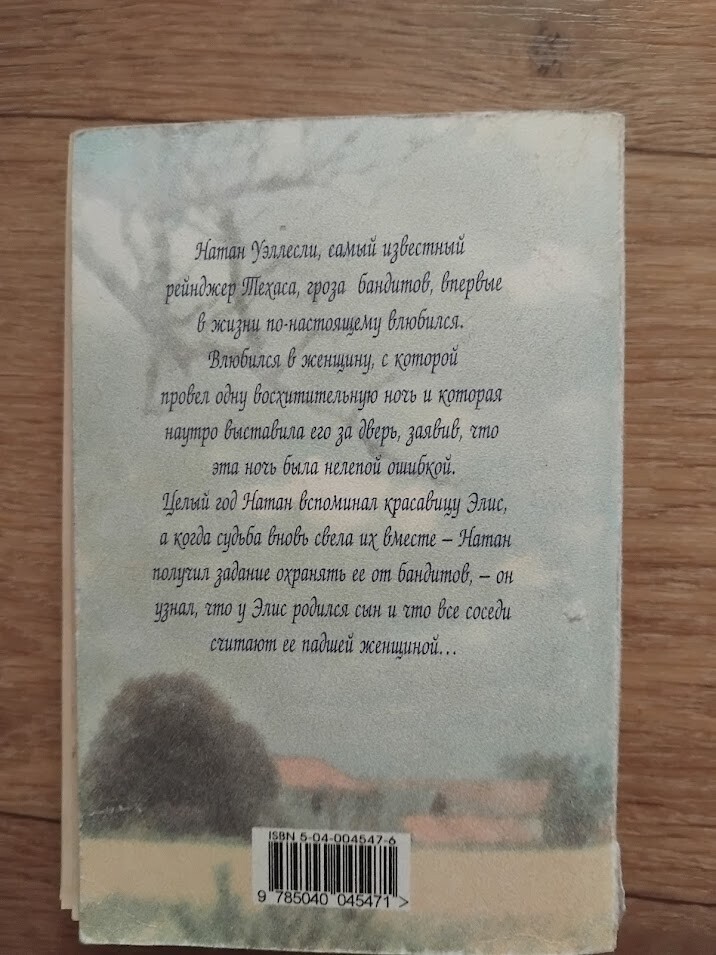 Натан Уэллесли, самый известный
рейнджер Техаса, гроза бандитов, впервые
в жизни по-настоящему влюбился.
Влюбился в женщину, с которой
провел одну восхитительную ночь и которая
наутро выставила его за дверь, заявив, что
эта ночь была нелепой ошибкой.
Целый год Натан вспоминал красавицу Элис,
а когда судьба вновь свела их вместе – Натан
получил задание охранять ее от бандитов, – он
узнал, что у Элис родился сын и что все соседи
считают ее падшей женщиной...
ISBN 5-04-004547-6
9 785040 045471 >